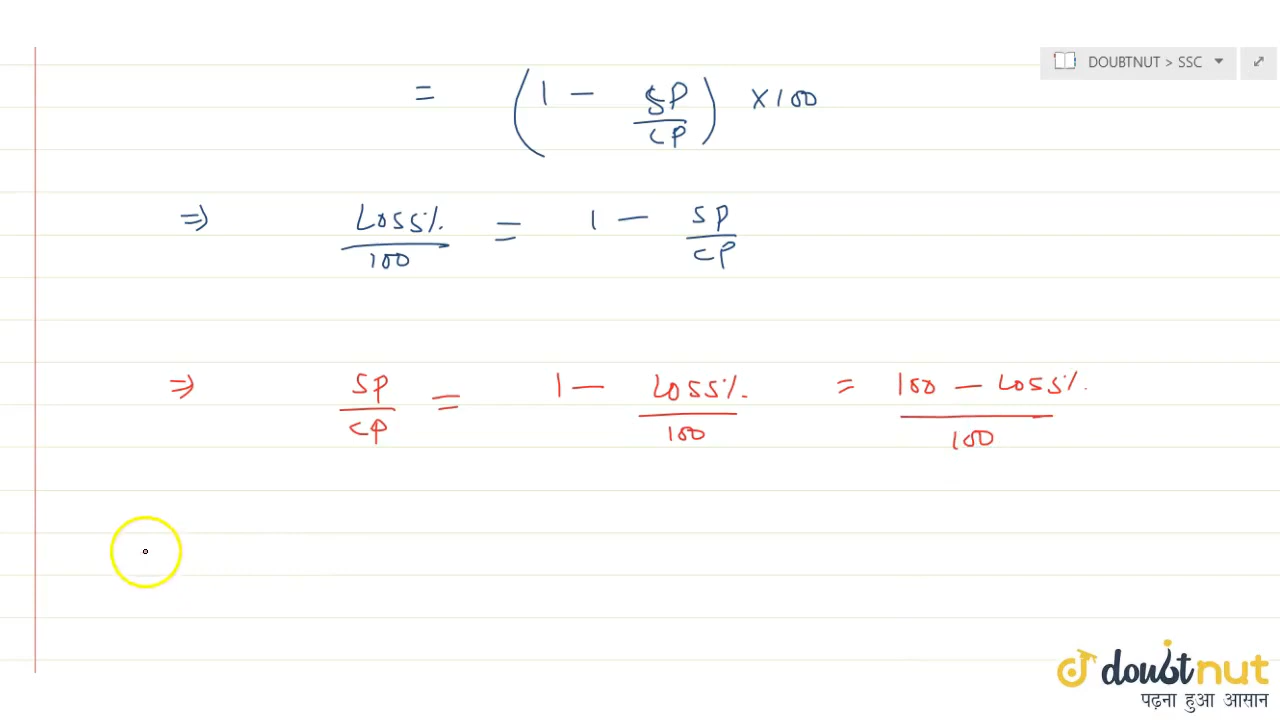 DOUBTNUT > SSC
= (1 - SP/CP) x 100
⇒ Loss%/100 = 1 - SP/CP
⇒ SP/CP = 1 - Loss%/100 = 100 - Loss%/100
doubtnut
पढ़ना हुआ आसान